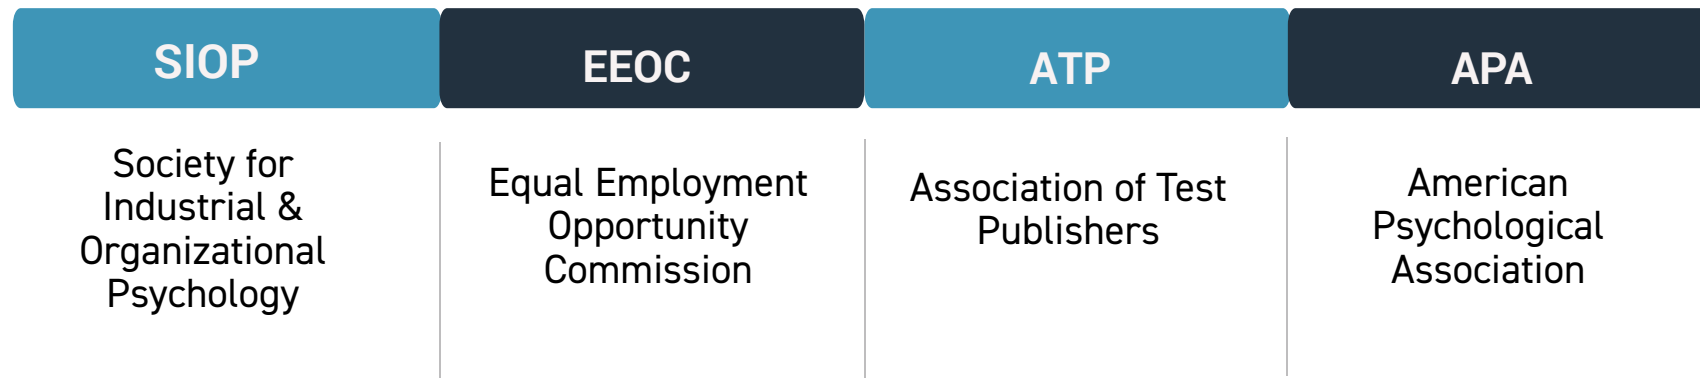 SIOP
EEOC
ATP
APA
Society for
Industrial &
Organizational
Psychology
Equal Employment
Opportunity
Commission
Association of Test
Publishers
American
Psychological
Association